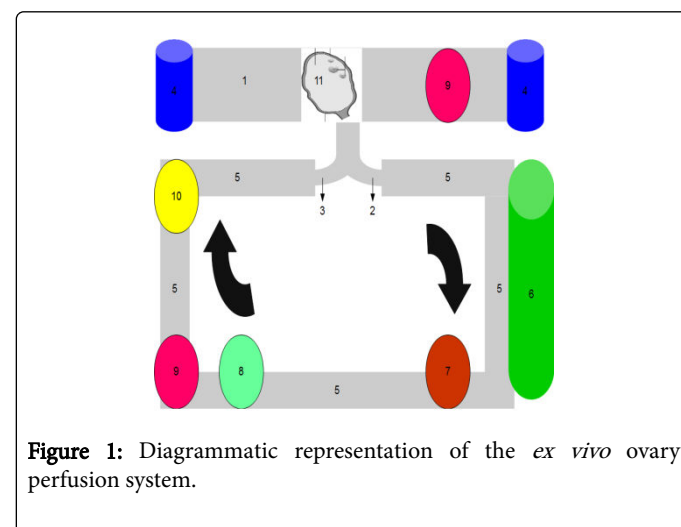 4 1 11 9 4
5 5
10
3 2
5 5 6
9 8 7
5
Figure 1: Diagrammatic representation of the ex vivo ovary
perfusion system.